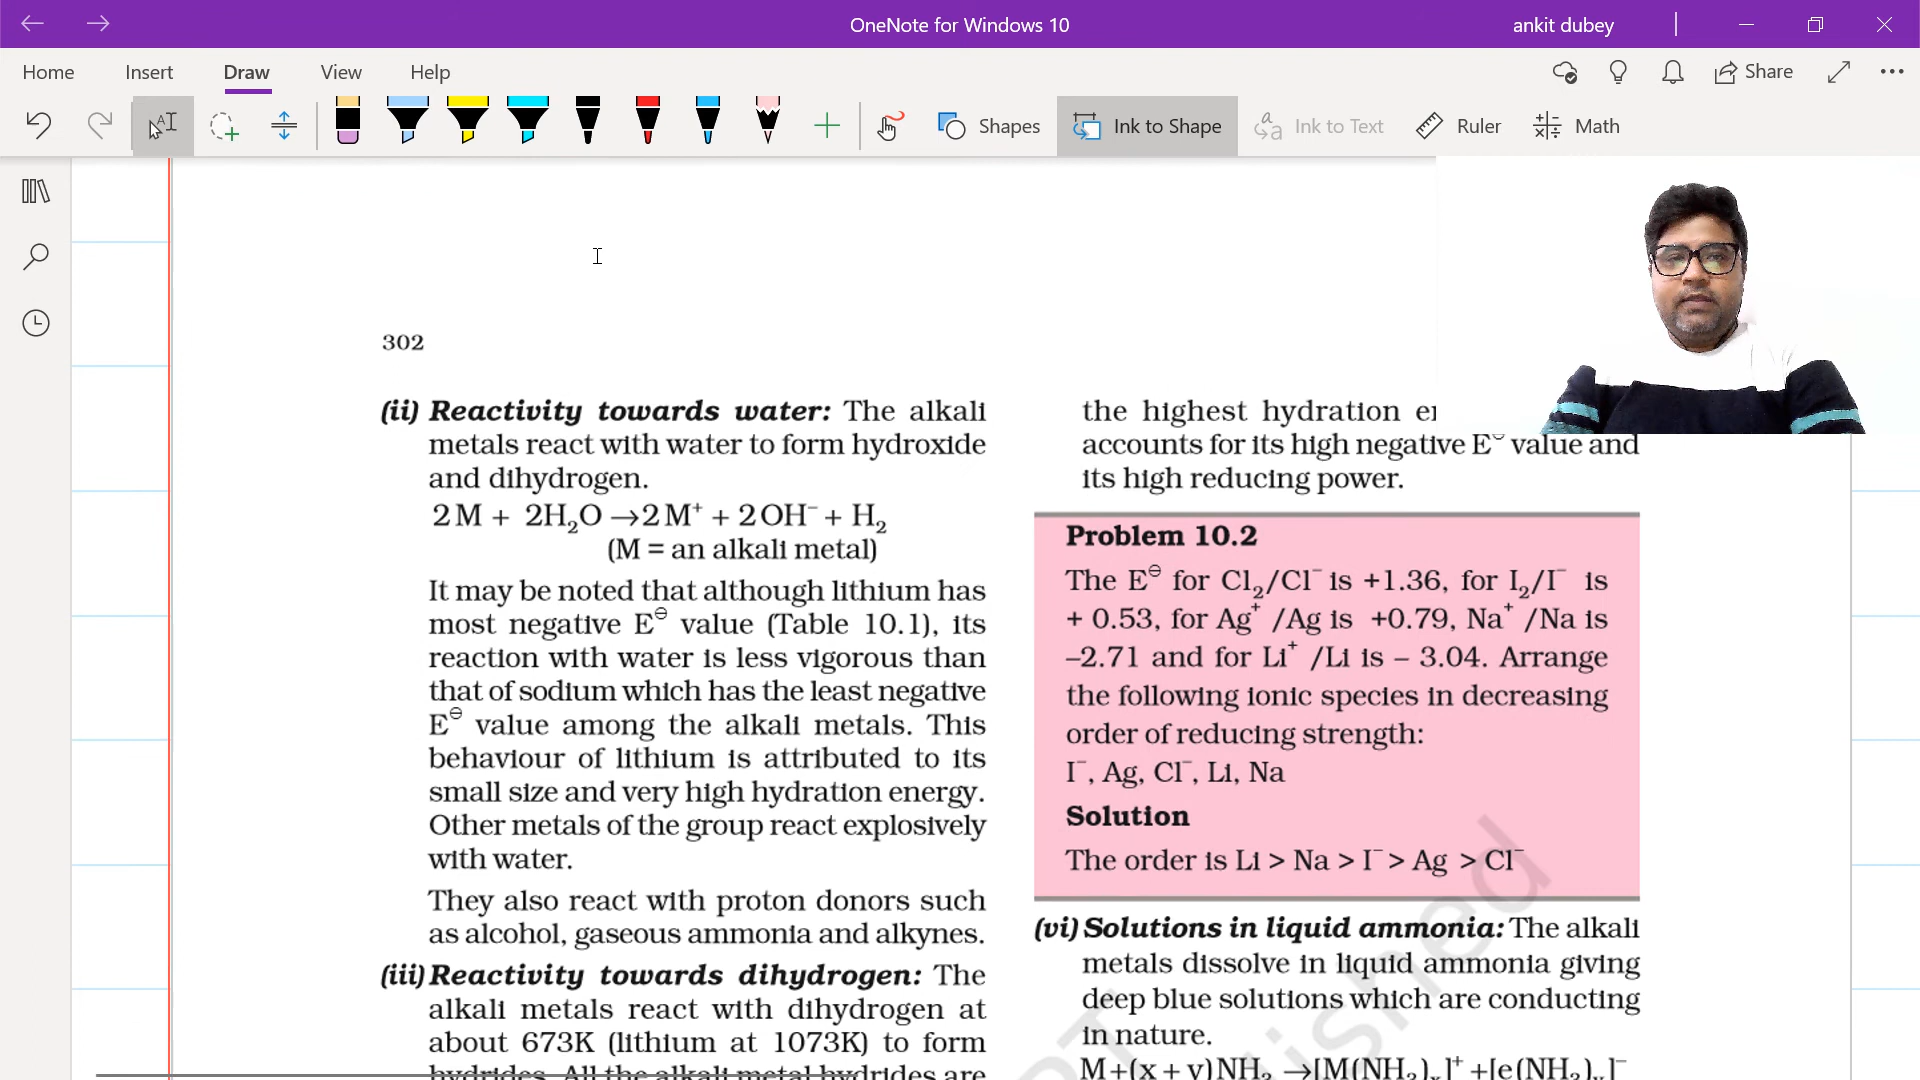 OneNote for Windows 10
ankit dubey
Home Insert Draw View Help
Share
Shapes Ink to Shape Ink to Text Ruler Math
302
(ii) Reactivity towards water: The alkali
metals react with water to form hydroxide
and dihydrogen.
2M + 2H₂O →2M⁺ + 2OH⁻ + H₂
(M = an alkali metal)
It may be noted that although lithium has
most negative E⊖ value (Table 10.1), its
reaction with water is less vigorous than
that of sodium which has the least negative
E⊖ value among the alkali metals. This
behaviour of lithium is attributed to its
small size and very high hydration energy.
Other metals of the group react explosively
with water.
They also react with proton donors such
as alcohol, gaseous ammonia and alkynes.
(iii) Reactivity towards dihydrogen: The
alkali metals react with dihydrogen at
about 673K (lithium at 1073K) to form
hydrides. All the alkali metal hydrides are
the highest hydration
accounts for its high negative E⊖ value and
its high reducing power.
Problem 10.2
The E⊖ for Cl₂/Cl⁻ is +1.36, for I₂/I⁻ is
+ 0.53, for Ag⁺ /Ag is +0.79, Na⁺ /Na is
–2.71 and for Li⁺ /Li is – 3.04. Arrange
the following ionic species in decreasing
order of reducing strength:
I⁻, Ag, Cl⁻, Li, Na
Solution
The order is Li > Na > I⁻ > Ag > Cl⁻
(vi) Solutions in liquid ammonia: The alkali
metals dissolve in liquid ammonia giving
deep blue solutions which are conducting
in nature.
M+(x + y)NH₃ →[M(NH₃)ₓ]⁺ +[e(NH₃)ᵧ]⁻